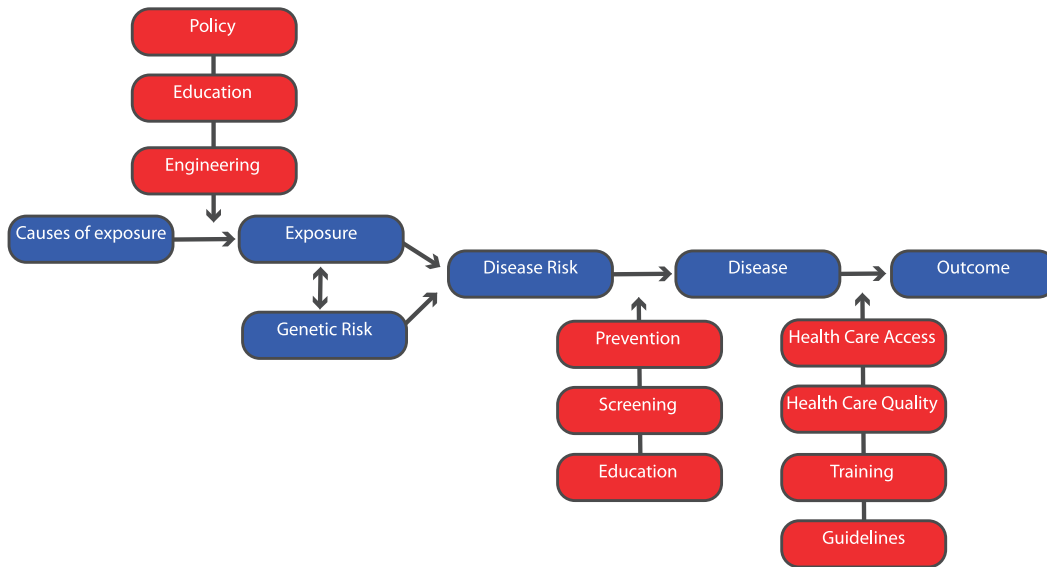 Policy
Education
Engineering
Causes of exposure
Exposure
Genetic Risk
Disease Risk
Disease
Outcome
Prevention
Screening
Education
Health Care Access
Health Care Quality
Training
Guidelines